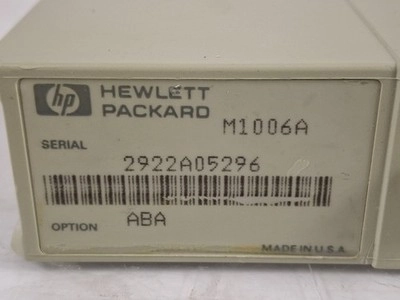 hp HEWLETT
PACKARD M1006A
SERIAL
2922A05296
OPTION ABA
MADE IN U.S.A.